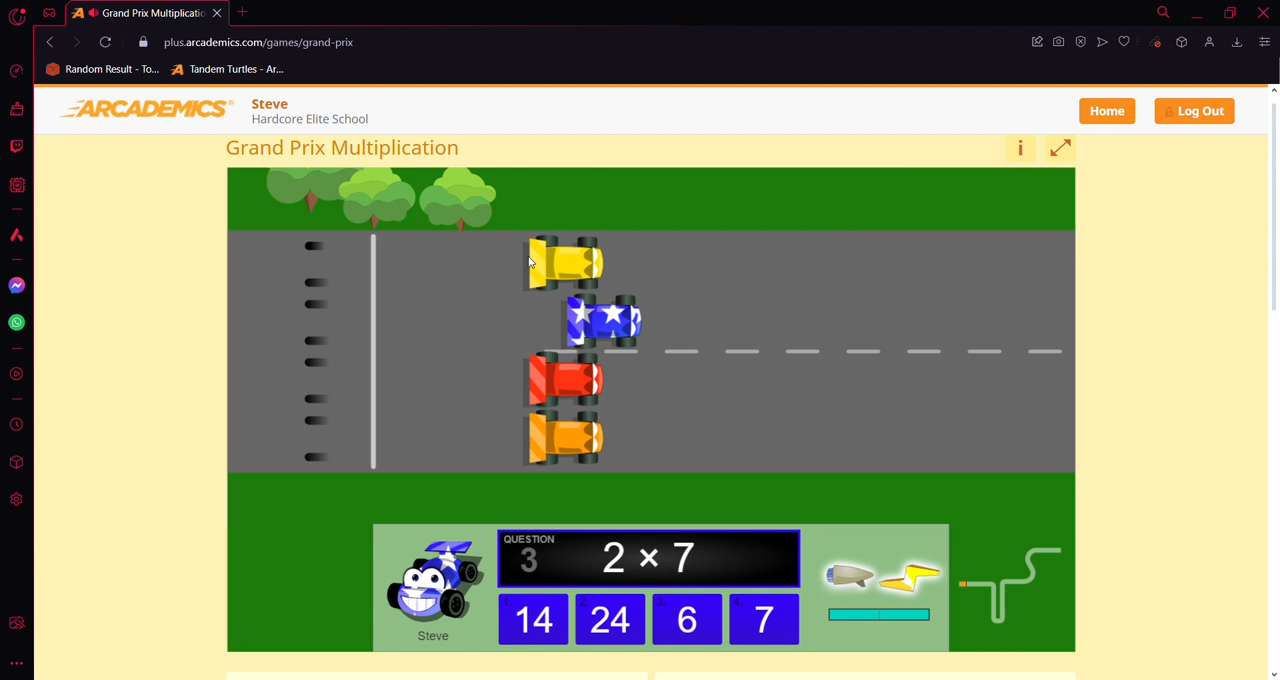 Grand Prix Multiplicatio
plus.arcademics.com/games/grand-prix
Random Result - To...
Tandem Turtles - Ar...
ARCADEMICS
Steve
Hardcore Elite School
Home
Log Out
Grand Prix Multiplication
i
QUESTION
3
2 × 7
14
24
6
7
Steve